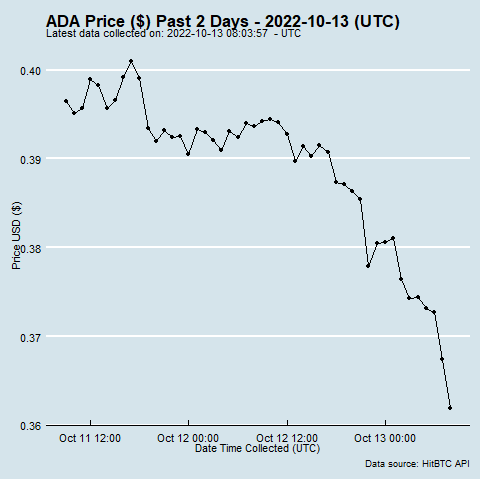 ADA Price ($) Past 2 Days - 2022-10-13 (UTC)
Latest data collected on: 2022-10-13 08:03:57 - UTC
0.40
0.39
0.38
0.37
0.36
Price USD ($)
Oct 11 12:00 Oct 12 00:00 Oct 12 12:00 Oct 13 00:00
Date Time Collected (UTC)
Data source: HitBTC API